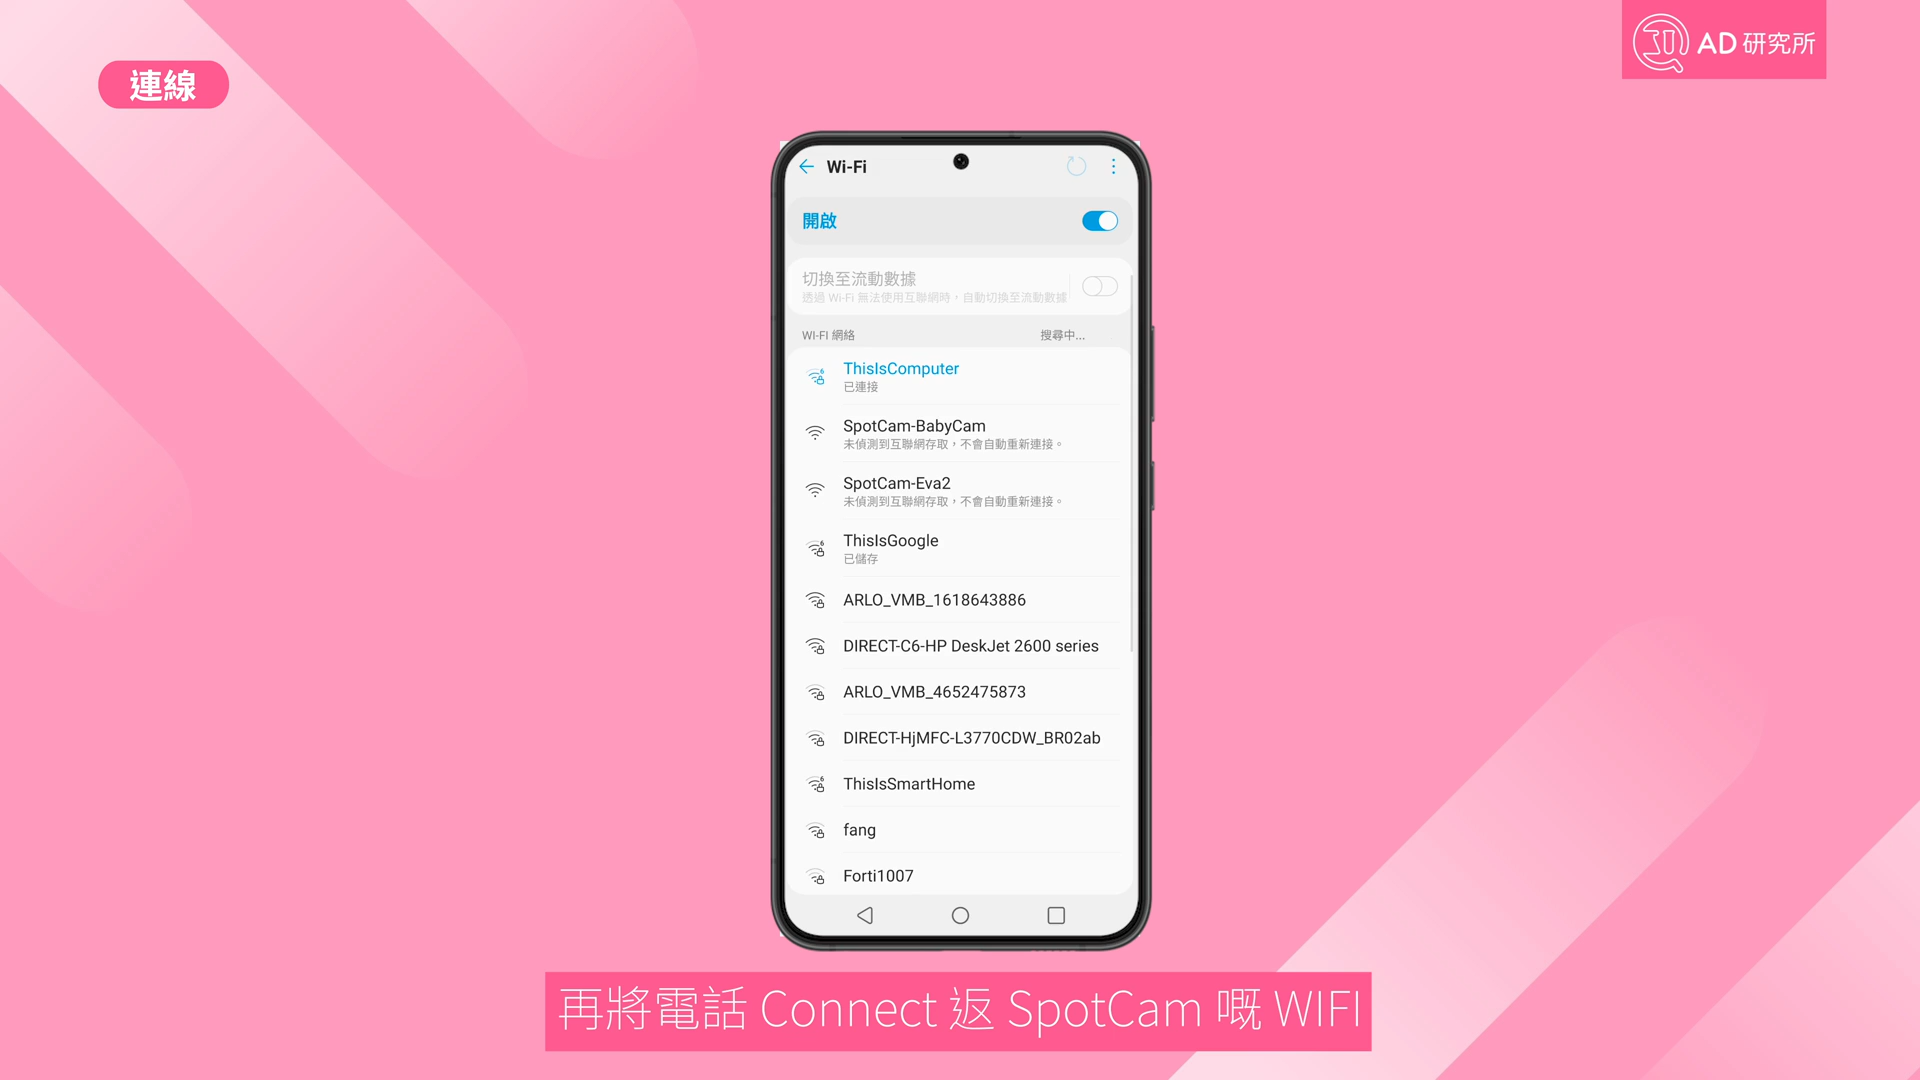 連線
AD 研究所
Wi-Fi
開啟
切換至流動數據
透過 Wi-Fi 無法使用互聯網時，自動切換至流動數據
WI-FI 網絡
搜尋中...
ThisIsComputer
已連接
SpotCam-BabyCam
未偵測到互聯網存取，不會自動重新連接。
SpotCam-Eva2
未偵測到互聯網存取，不會自動重新連接。
ThisIsGoogle
已儲存
ARLO_VMB_1618643886
DIRECT-C6-HP DeskJet 2600 series
ARLO_VMB_4652475873
DIRECT-HjMFC-L3770CDW_BR02ab
ThisIsSmartHome
fang
Forti1007
再將電話 Connect 返 SpotCam 嘅 WIFI